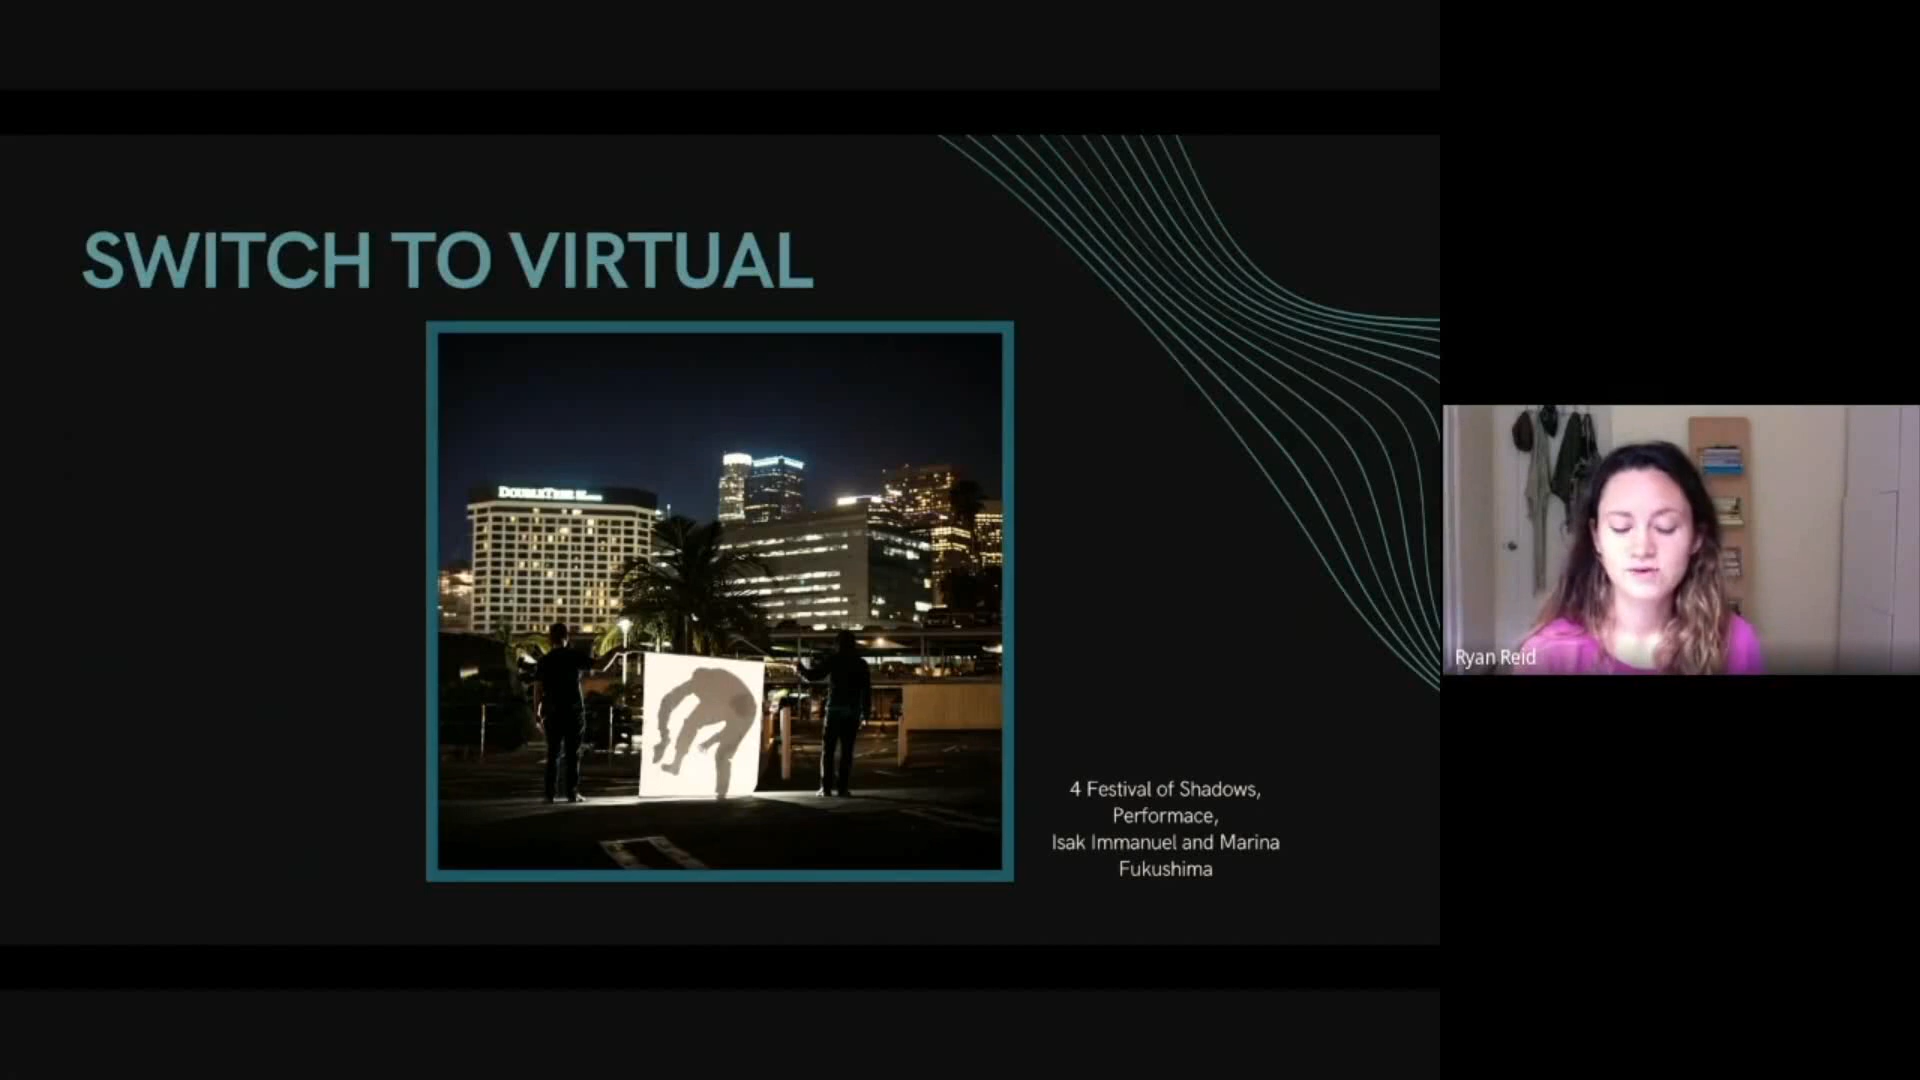 SWITCH TO VIRTUAL
DOUBLETREE
4 Festival of Shadows,
Performace,
Isak Immanuel and Marina
Fukushima
Ryan Reid